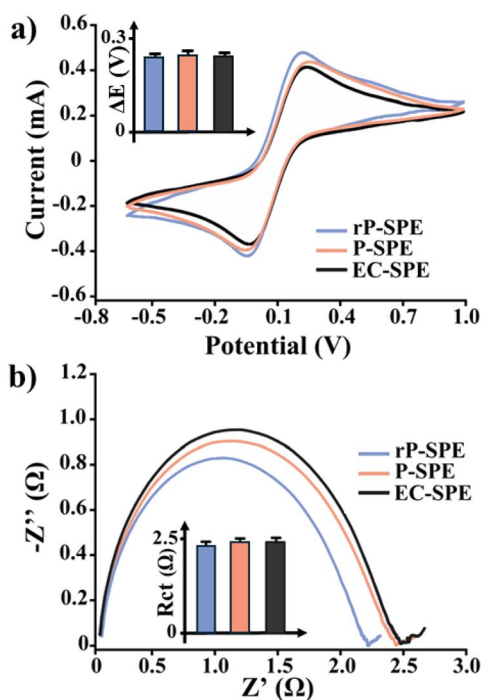 a)
0.6
0.4
0.2
0
-0.2
-0.4
-0.6
Current (mA)
0.3
0
ΔE (V)
rP-SPE
P-SPE
EC-SPE
-0.8 -0.5 -0.2 0.1 0.4 0.7 1.0
Potential (V)
b)
1.2
1.0
0.8
0.6
0.4
0.2
0
-Z’’ (Ω)
rP-SPE
P-SPE
EC-SPE
2.5
0
Rct (Ω)
0 0.5 1.0 1.5 2.0 2.5 3.0
Z’ (Ω)